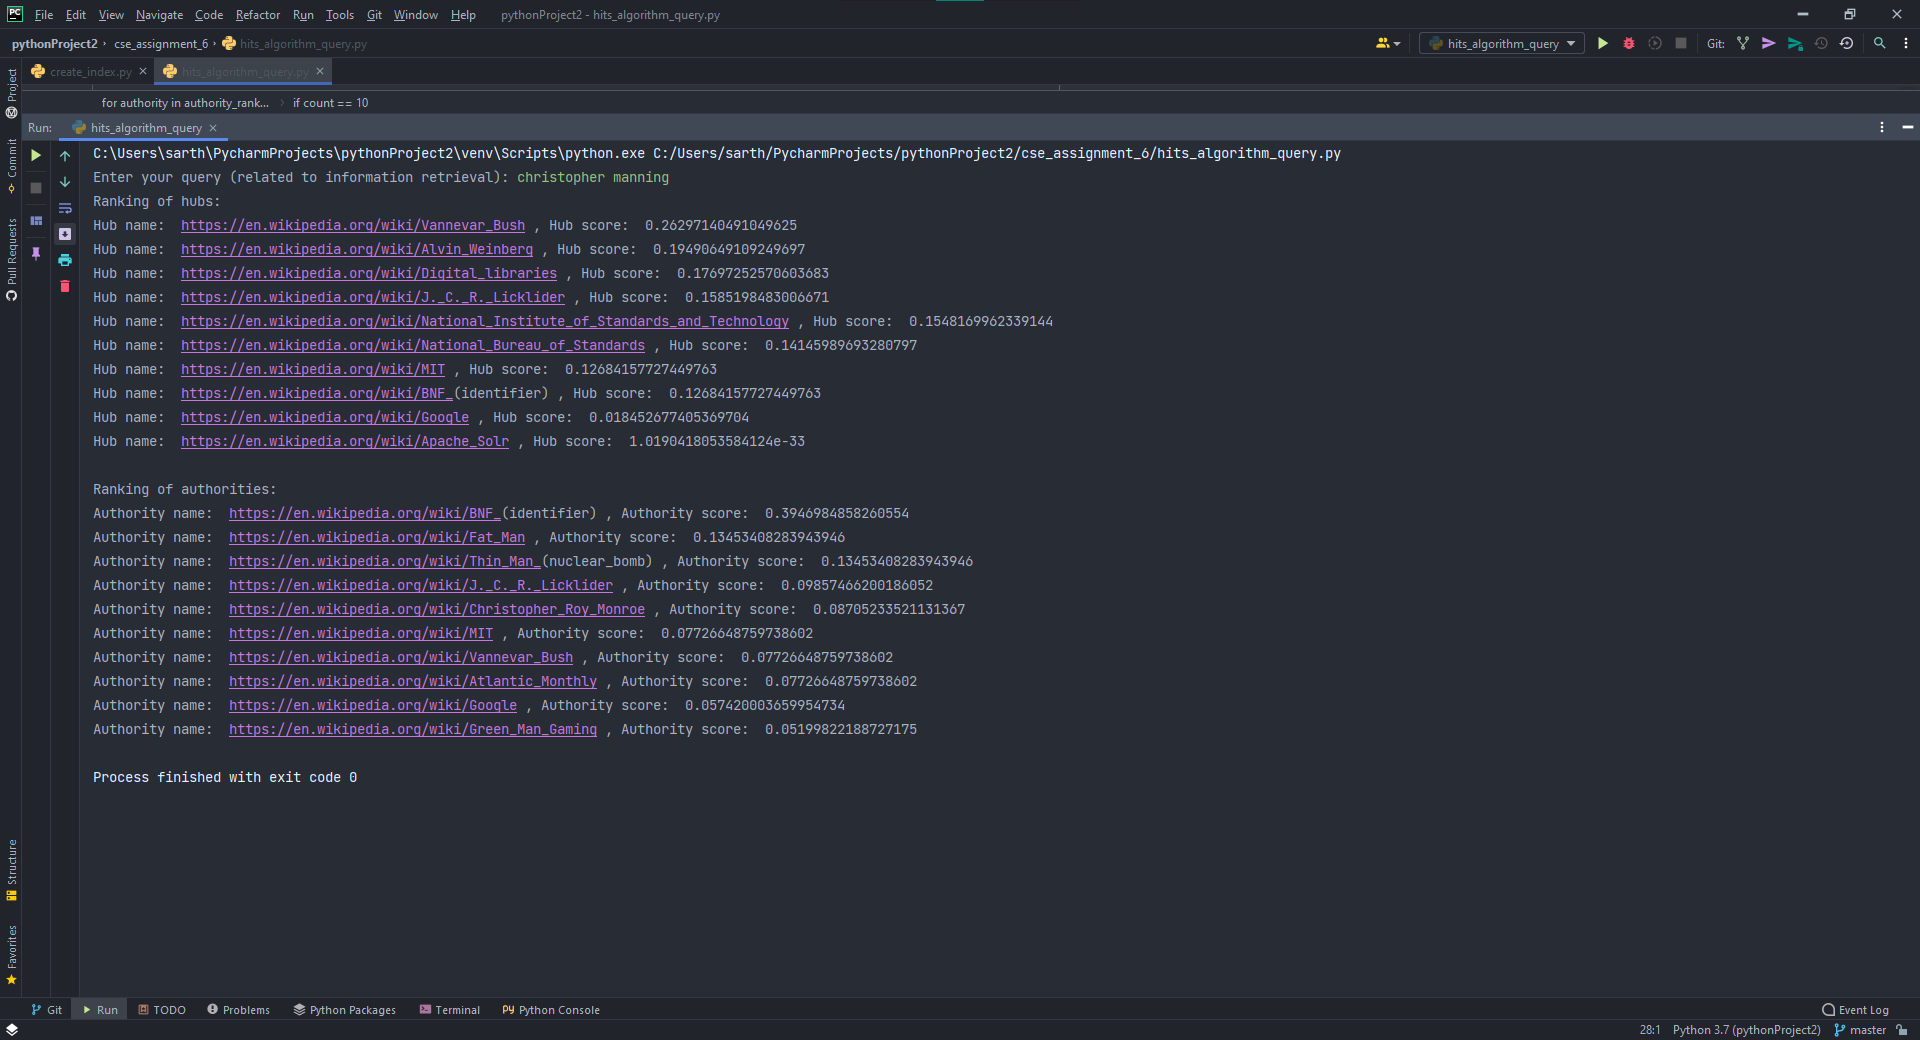 PC File Edit View Navigate Code Refactor Run Tools Git Window Help pythonProject2 - hits_algorithm_query.py
pythonProject2 › cse_assignment_6 › hits_algorithm_query.py hits_algorithm_query Git:
create_index.py hits_algorithm_query.py
for authority in authority_rank... › if count == 10
Run: hits_algorithm_query
Project
Commit
Pull Requests
C:\Users\sarth\PycharmProjects\pythonProject2\venv\Scripts\python.exe C:/Users/sarth/PycharmProjects/pythonProject2/cse_assignment_6/hits_algorithm_query.py
Enter your query (related to information retrieval): christopher manning
Ranking of hubs:
Hub name:  https://en.wikipedia.org/wiki/Vannevar_Bush , Hub score:  0.26297140491049625
Hub name:  https://en.wikipedia.org/wiki/Alvin_Weinberg , Hub score:  0.19490649109249697
Hub name:  https://en.wikipedia.org/wiki/Digital_libraries , Hub score:  0.17697252570603683
Hub name:  https://en.wikipedia.org/wiki/J._C._R._Licklider , Hub score:  0.1585198483006671
Hub name:  https://en.wikipedia.org/wiki/National_Institute_of_Standards_and_Technology , Hub score:  0.1548169962339144
Hub name:  https://en.wikipedia.org/wiki/National_Bureau_of_Standards , Hub score:  0.14145989693280797
Hub name:  https://en.wikipedia.org/wiki/MIT , Hub score:  0.12684157727449763
Hub name:  https://en.wikipedia.org/wiki/BNF_(identifier) , Hub score:  0.12684157727449763
Hub name:  https://en.wikipedia.org/wiki/Google , Hub score:  0.018452677405369704
Hub name:  https://en.wikipedia.org/wiki/Apache_Solr , Hub score:  1.0190418053584124e-33
Ranking of authorities:
Authority name:  https://en.wikipedia.org/wiki/BNF_(identifier) , Authority score:  0.3946984858260554
Authority name:  https://en.wikipedia.org/wiki/Fat_Man , Authority score:  0.13453408283943946
Authority name:  https://en.wikipedia.org/wiki/Thin_Man_(nuclear_bomb) , Authority score:  0.13453408283943946
Authority name:  https://en.wikipedia.org/wiki/J._C._R._Licklider , Authority score:  0.09857466200186052
Authority name:  https://en.wikipedia.org/wiki/Christopher_Roy_Monroe , Authority score:  0.08705233521131367
Authority name:  https://en.wikipedia.org/wiki/MIT , Authority score:  0.07726648759738602
Authority name:  https://en.wikipedia.org/wiki/Vannevar_Bush , Authority score:  0.07726648759738602
Authority name:  https://en.wikipedia.org/wiki/Atlantic_Monthly , Authority score:  0.07726648759738602
Authority name:  https://en.wikipedia.org/wiki/Google , Authority score:  0.057420003659954734
Authority name:  https://en.wikipedia.org/wiki/Green_Man_Gaming , Authority score:  0.05199822188727175
Process finished with exit code 0
Structure
Favorites
Git Run TODO Problems Python Packages Terminal Python Console Event Log
28:1 Python 3.7 (pythonProject2) master